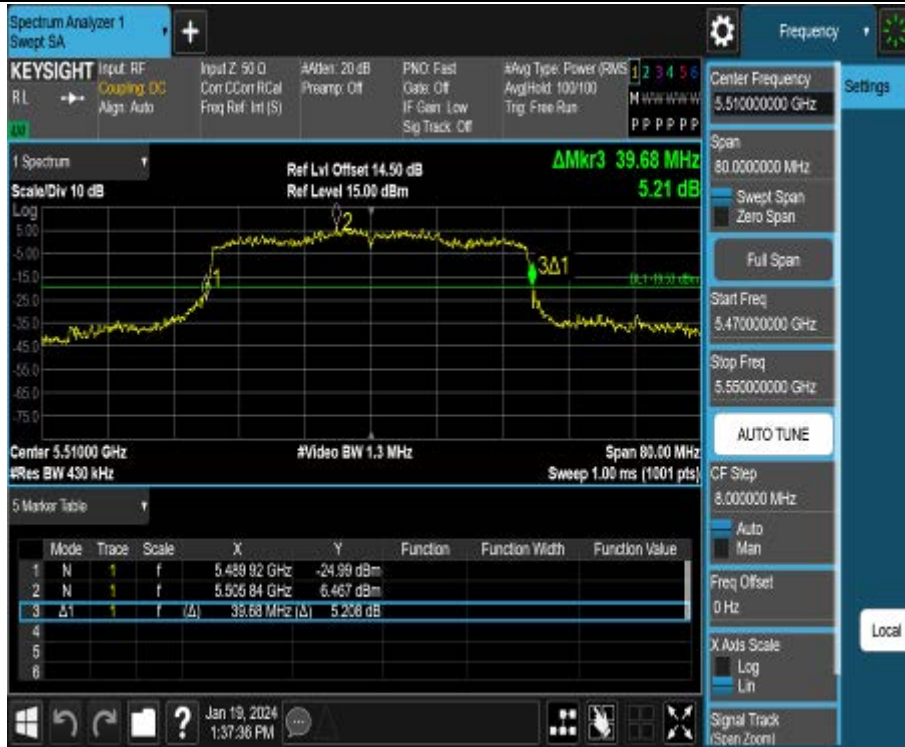 Spectrum Analyzer 1
Swept SA
+
Frequency
KEYSIGHT
RL
Input: RF
Coupling: DC
Align: Auto
Input Z: 50 Ω
Corr CCorr RCal
Freq Ref: Int (S)
#Atten: 20 dB
Preamp: Off
PNO: Fast
Gate: Off
IF Gain: Low
Sig Track: Off
#Avg Type: Power (RMS
Avg|Hold: 100/100
Trig: Free Run
1 2 3 4 5 6
M W W W W W
P P P P P P
Center Frequency
5.510000000 GHz
Settings
Span
80.0000000 MHz
Swept Span
Zero Span
Full Span
Start Freq
5.470000000 GHz
Stop Freq
5.550000000 GHz
AUTO TUNE
CF Step
8.000000 MHz
Auto
Man
Freq Offset
0 Hz
X Axis Scale
Log
Lin
Signal Track
(Span Zoom)
Local
1 Spectrum
Scale/Div 10 dB
Ref Lvl Offset 14.50 dB
Ref Level 15.00 dBm
ΔMkr3 39.68 MHz
5.21 dB
Log
5.00
-5.00
-15.0
-25.0
-35.0
-45.0
-55.0
-65.0
-75.0
2
1
3Δ1
DL1 -19.53 dBm
Center 5.51000 GHz
#Res BW 430 kHz
#Video BW 1.3 MHz
Span 80.00 MHz
Sweep 1.00 ms (1001 pts)
5 Marker Table
Mode Trace Scale X Y Function Function Width Function Value
1 N 1 f 5.489 92 GHz -24.99 dBm
2 N 1 f 5.505 84 GHz 6.467 dBm
3 Δ1 1 f (Δ) 39.68 MHz (Δ) 5.208 dB
4
5
6
?
Jan 19, 2024
1:37:36 PM